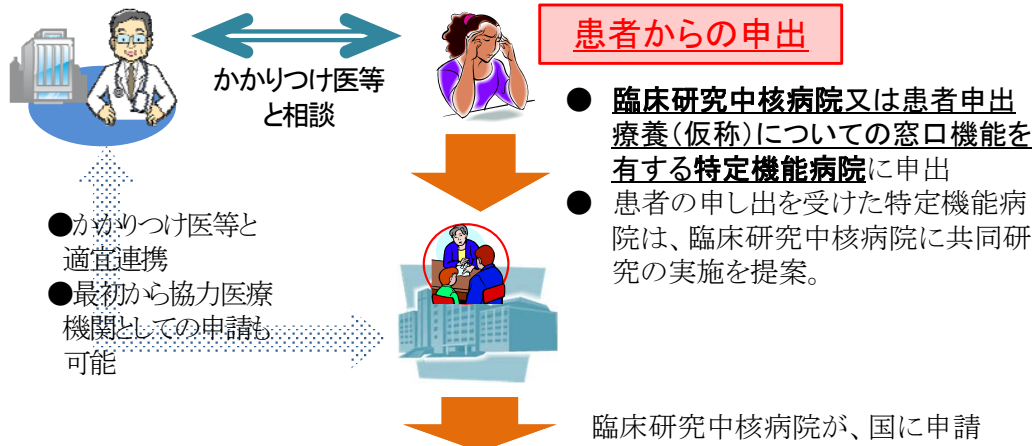 患者からの申出
かかりつけ医等
と相談
● 臨床研究中核病院又は患者申出
療養(仮称)についての窓口機能を
有する特定機能病院に申出
● 患者の申し出を受けた特定機能病
院は、臨床研究中核病院に共同研
究の実施を提案。
●かかりつけ医等と
適宜連携
●最初から協力医療
機関としての申請も
可能
臨床研究中核病院が、国に申請